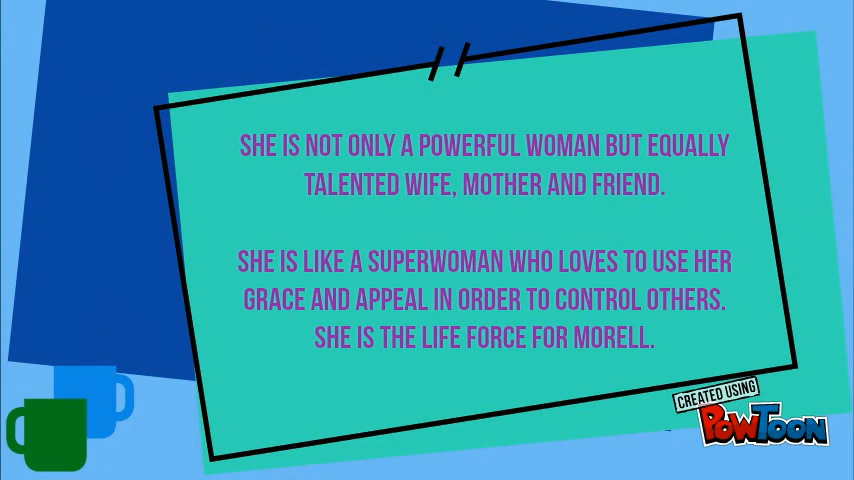 SHE IS NOT ONLY A POWERFUL WOMAN BUT EQUALLY
TALENTED WIFE, MOTHER AND FRIEND.
SHE IS LIKE A SUPERWOMAN WHO LOVES TO USE HER
GRACE AND APPEAL IN ORDER TO CONTROL OTHERS.
SHE IS THE LIFE FORCE FOR MORELL.
CREATED USING
POWTOON